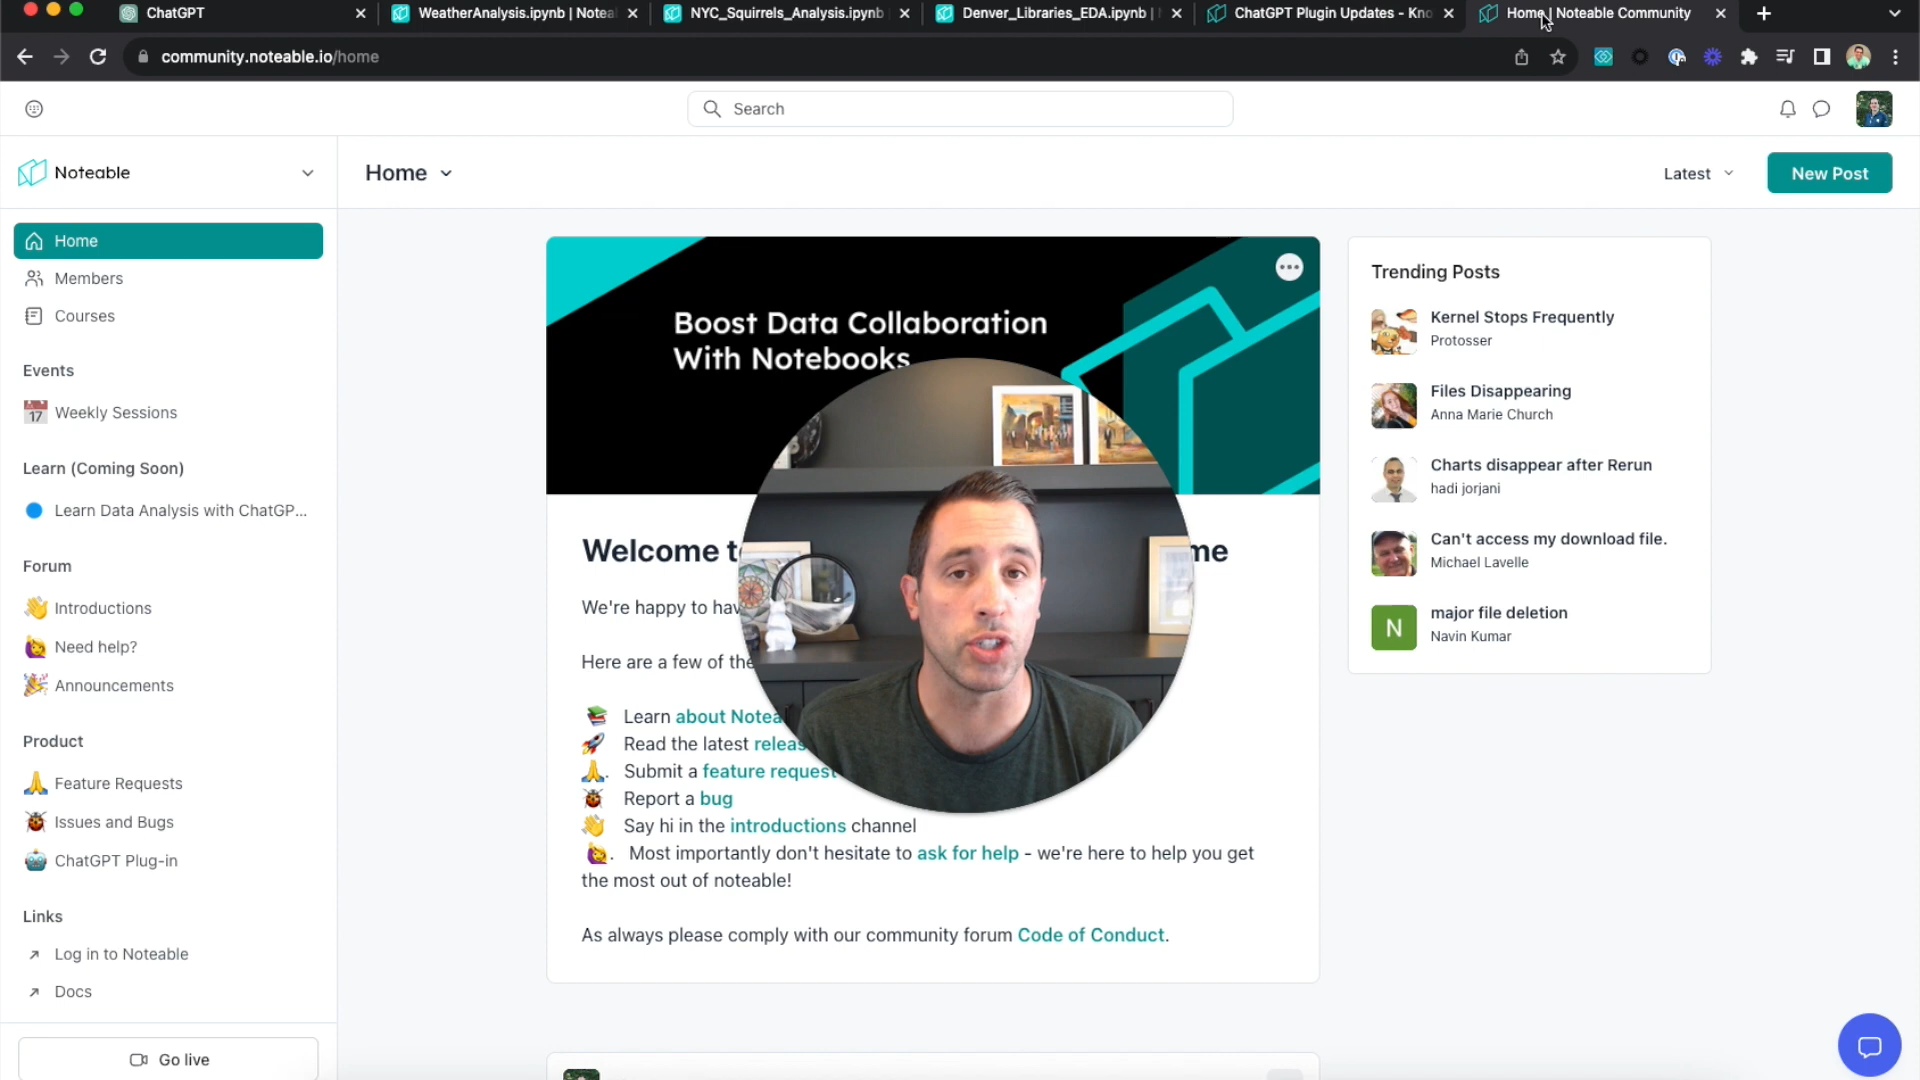 ChatGPT
WeatherAnalysis.ipynb | Notea
NYC_Squirrels_Analysis.ipynb
Denver_Libraries_EDA.ipynb |
ChatGPT Plugin Updates - Kno
Home | Noteable Community
community.noteable.io/home
Search
Noteable
Home
Latest
New Post
Home
Members
Courses
Events
17
Weekly Sessions
Learn (Coming Soon)
Learn Data Analysis with ChatGP...
Forum
Introductions
Need help?
Announcements
Product
Feature Requests
Issues and Bugs
ChatGPT Plug-in
Links
Log in to Noteable
Docs
Go live
Boost Data Collaboration
With Notebooks
Welcome t
me
We're happy to hav
Here are a few of the
Learn about Notea
Read the latest releas
Submit a feature request
Report a bug
Say hi in the introductions channel
. Most importantly don't hesitate to ask for help - we're here to help you get
the most out of noteable!
As always please comply with our community forum Code of Conduct.
Trending Posts
Kernel Stops Frequently
Protosser
Files Disappearing
Anna Marie Church
Charts disappear after Rerun
hadi jorjani
Can't access my download file.
Michael Lavelle
N
major file deletion
Navin Kumar